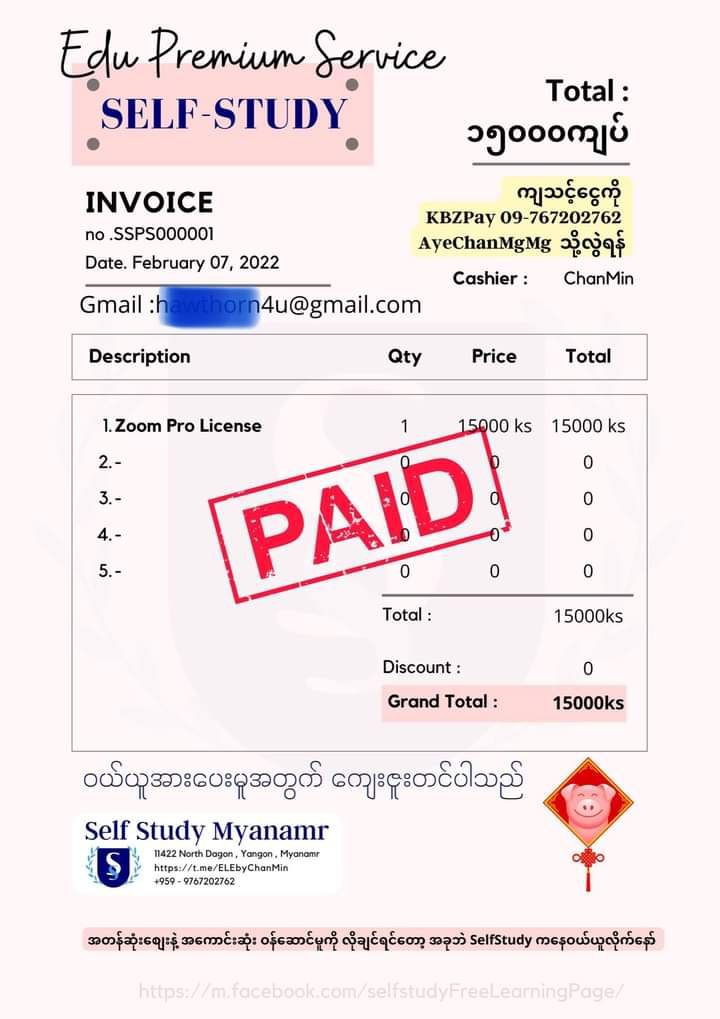 Edu Premium Service
SELF-STUDY
Total :
၁၅၀၀၀ကျပ်
INVOICE
no .SSPS000001
Date. February 07, 2022
ကျသင့်ငွေကို
KBZPay 09-767202762
AyeChanMgMg သို့လွှဲရန်
Cashier : ChanMin
Gmail :hawthorn4u@gmail.com
Description Qty Price Total
1. Zoom Pro License 1 15000 ks 15000 ks
2. - 0 0 0
3. - 0 0 0
4. - 0 0 0
5. - 0 0 0
PAID
Total : 15000ks
Discount : 0
Grand Total : 15000ks
ဝယ်ယူအားပေးမှုအတွက် ကျေးဇူးတင်ပါသည်
Self Study Myanamr
11422 North Dagon , Yangon , Myanamr
https://t.me/ELEbyChanMin
+959 - 9767202762
အတန်ဆုံးစျေးနဲ့ အကောင်းဆုံး ဝန်ဆောင်မှုကို လိုချင်ရင်တော့ အခုဘဲ SelfStudy ကနေဝယ်ယူလိုက်နော်
https://m.facebook.com/selfstudyFreeLearningPage/